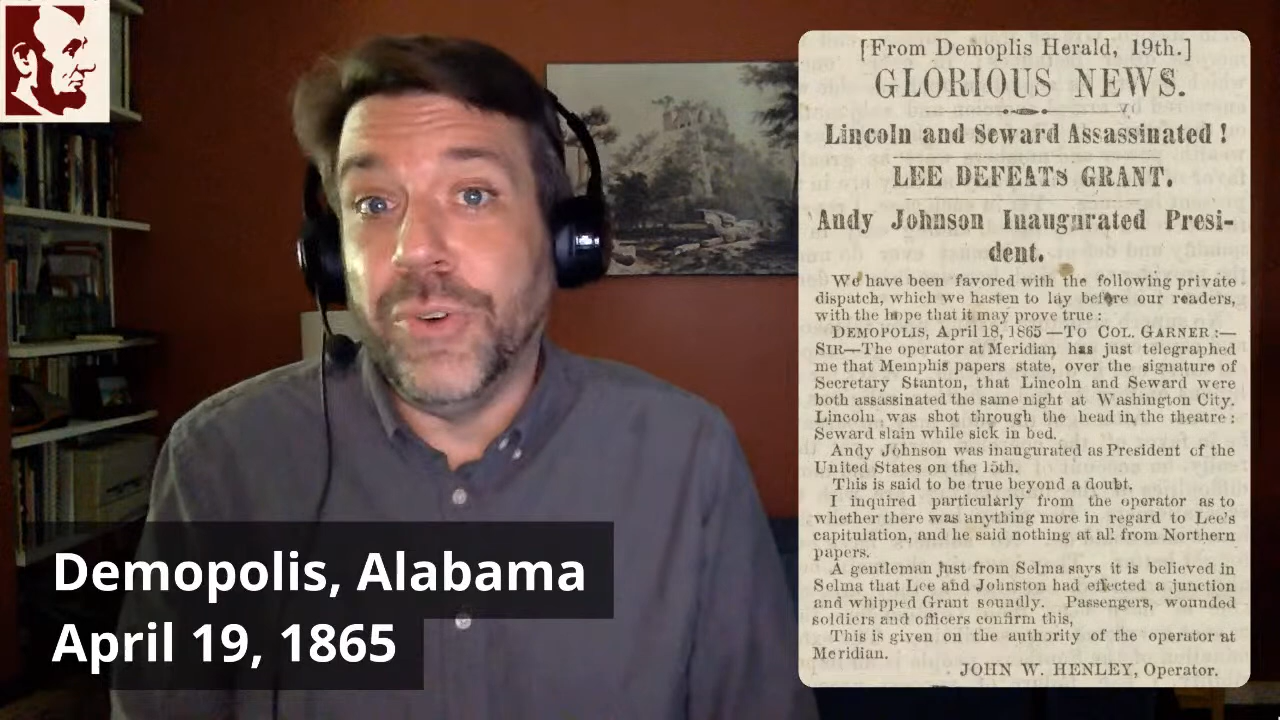 [From Demoplis Herald, 19th.]
GLORIOUS NEWS.
Lincoln and Seward Assassinated !
LEE DEFEATS GRANT.
Andy Johnson Inaugurated Presi-
dent.
We have been favored with the following private
dispatch, which we hasten to lay before our readers,
with the hope that it may prove true :
DEMOPOLIS, April 18, 1865 —TO COL. GARNER :—
SIR—The operator at Meridian has just telegraphed
me that Memphis papers state, over the signature of
Secretary Stanton, that Lincoln and Seward were
both assassinated the same night at Washington City.
Lincoln was shot through the head in the theatre ;
Seward slain while sick in bed.
Andy Johnson was inaugurated as President of the
United States on the 15th.
This is said to be true beyond a doubt.
I inquired particularly from the operator as to
whether there was anything more in regard to Lee's
capitulation, and he said nothing at all from Northern
papers.
A gentleman just from Selma says it is believed in
Selma that Lee and Johnston had effected a junction
and whipped Grant soundly. Passengers, wounded
soldiers and officers confirm this,
This is given on the authority of the operator at
Meridian.
JOHN W. HENLEY, Operator.
Demopolis, Alabama
April 19, 1865